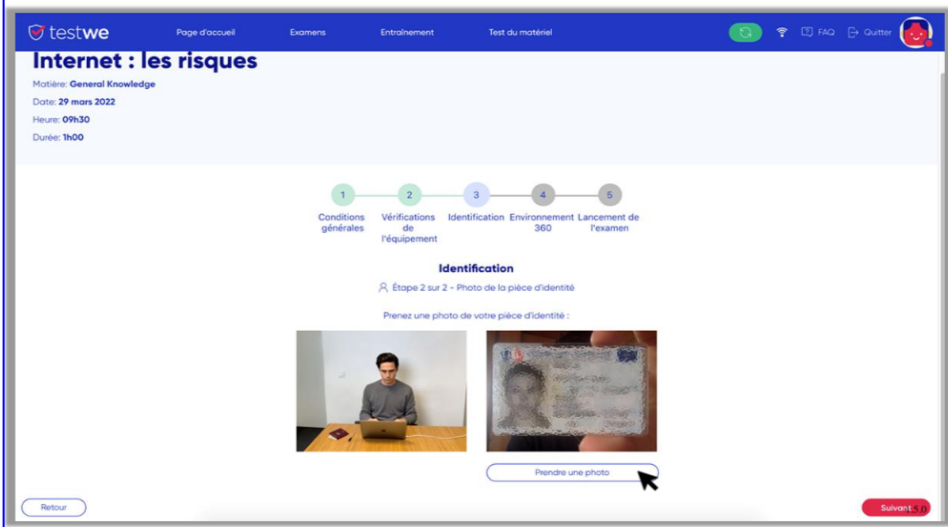 testwe
Page d'accueil
Examens
Entraînement
Test du matériel
FAQ
Quitter
Internet : les risques
Matière: General Knowledge
Date: 29 mars 2022
Heure: 09h30
Durée: 1h00
1
2
3
4
5
Conditions générales
Vérifications de l'équipement
Identification
Environnement 360
Lancement de l'examen
Identification
Étape 2 sur 2 - Photo de la pièce d'identité
Prenez une photo de votre pièce d'identité :
Prendre une photo
Retour
Suivant